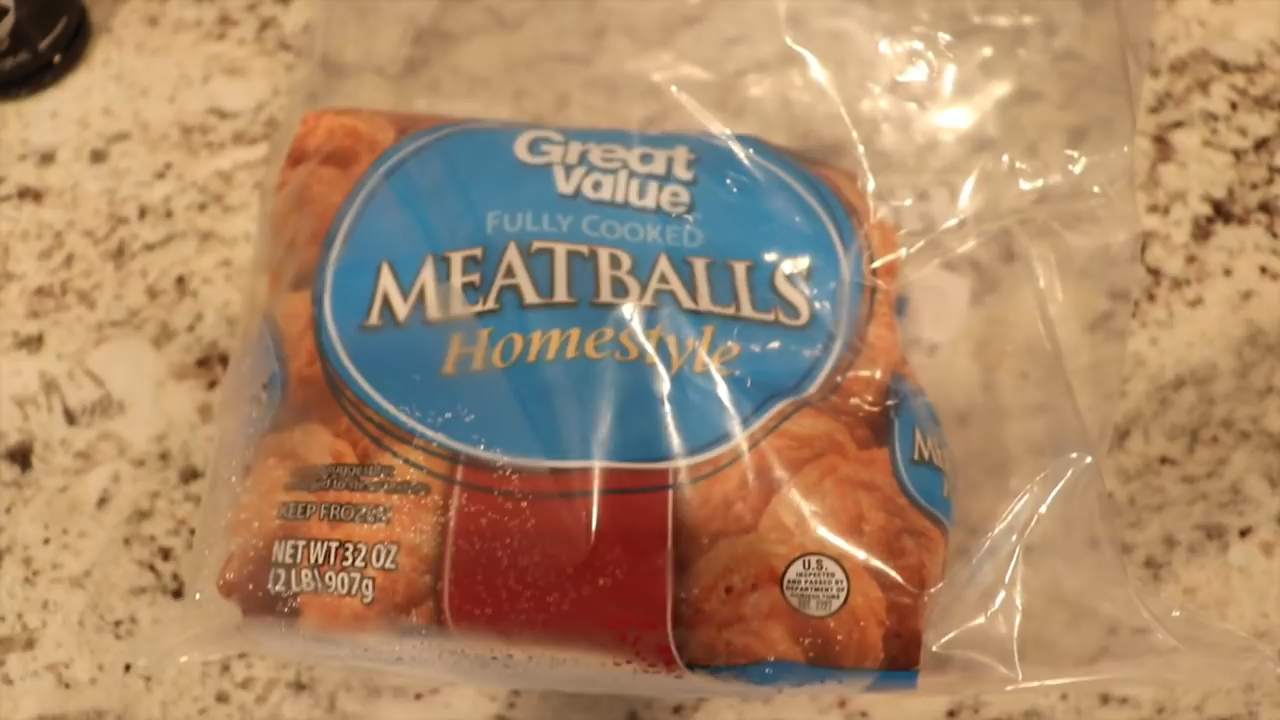 Great
Value
FULLY COOKED
MEATBALLS
Homestyle
KEEP FROZEN
NET WT 32 OZ
(2 LB) 907g
U.S.
INSPECTED
AND PASSED BY
DEPARTMENT OF